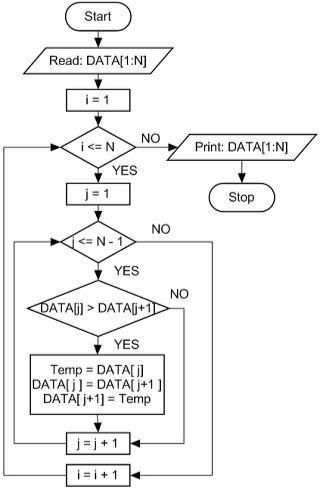 Start
Read: DATA[1:N]
i = 1
i <= N
NO
Print: DATA[1:N]
YES
Stop
j = 1
NO
j <= N - 1
YES
NO
DATA[j] > DATA[j+1]
YES
Temp = DATA[ j]
DATA[ j ] = DATA[ j+1 ]
DATA[ j+1] = Temp
j = j + 1
i = i + 1